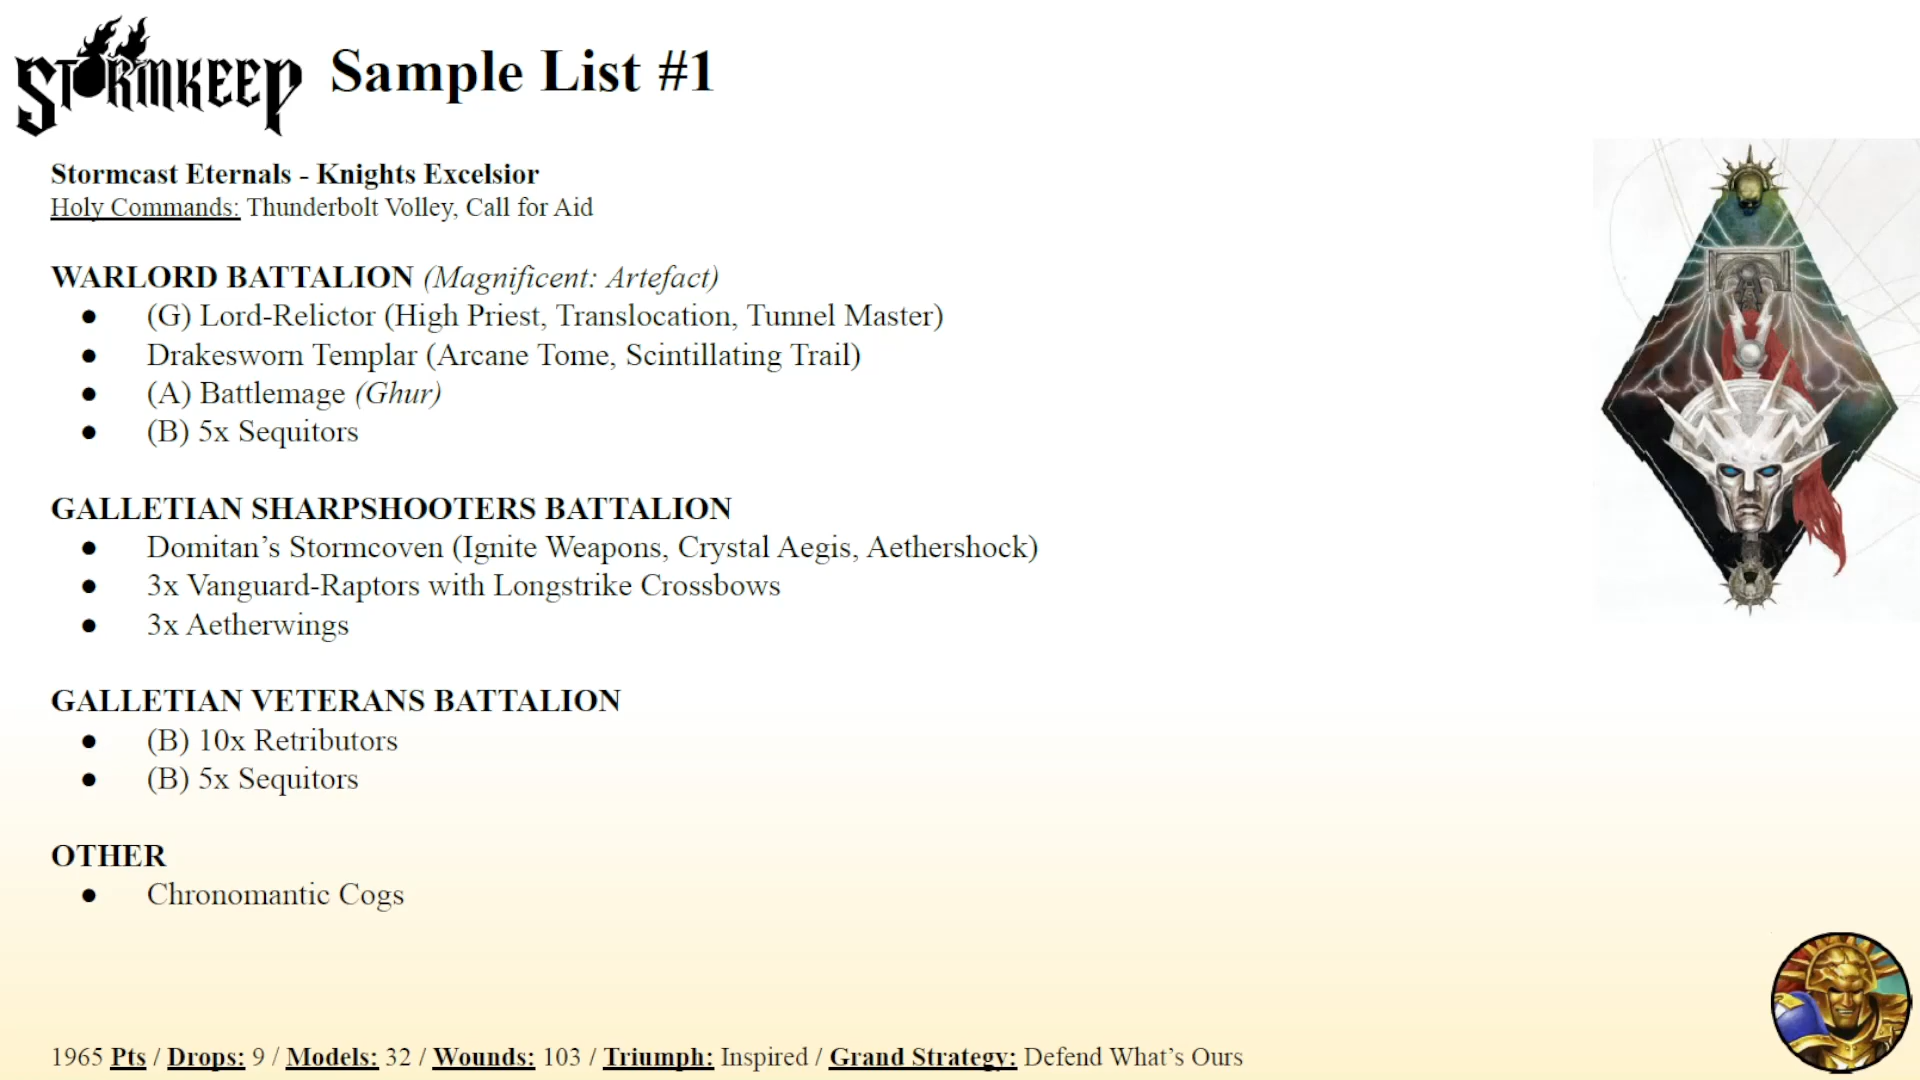 STORMKEEP
Sample List #1
Stormcast Eternals - Knights Excelsior
Holy Commands: Thunderbolt Volley, Call for Aid
WARLORD BATTALION (Magnificent: Artefact)
● (G) Lord-Relictor (High Priest, Translocation, Tunnel Master)
● Drakesworn Templar (Arcane Tome, Scintillating Trail)
● (A) Battlemage (Ghur)
● (B) 5x Sequitors
GALLETIAN SHARPSHOOTERS BATTALION
● Domitan’s Stormcoven (Ignite Weapons, Crystal Aegis, Aethershock)
● 3x Vanguard-Raptors with Longstrike Crossbows
● 3x Aetherwings
GALLETIAN VETERANS BATTALION
● (B) 10x Retributors
● (B) 5x Sequitors
OTHER
● Chronomantic Cogs
1965 Pts / Drops: 9 / Models: 32 / Wounds: 103 / Triumph: Inspired / Grand Strategy: Defend What’s Ours